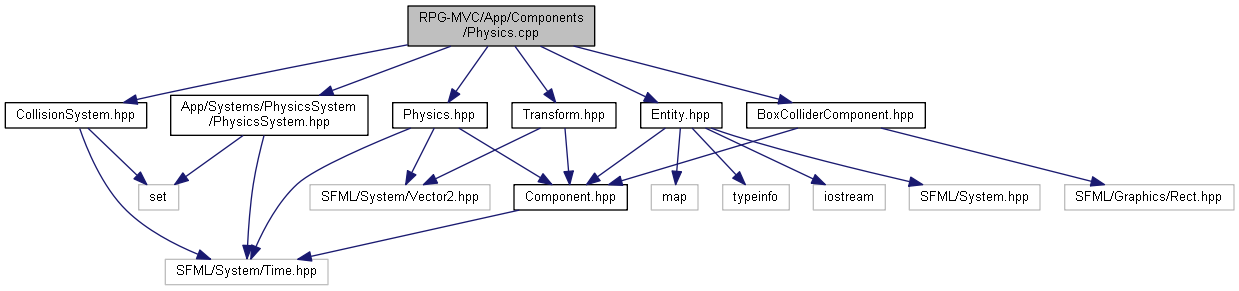 RPG-MVC/App/Components
/Physics.cpp
CollisionSystem.hpp
App/Systems/PhysicsSystem
/PhysicsSystem.hpp
Physics.hpp
Transform.hpp
Entity.hpp
BoxColliderComponent.hpp
set
SFML/System/Vector2.hpp
Component.hpp
map
typeinfo
iostream
SFML/System.hpp
SFML/Graphics/Rect.hpp
SFML/System/Time.hpp